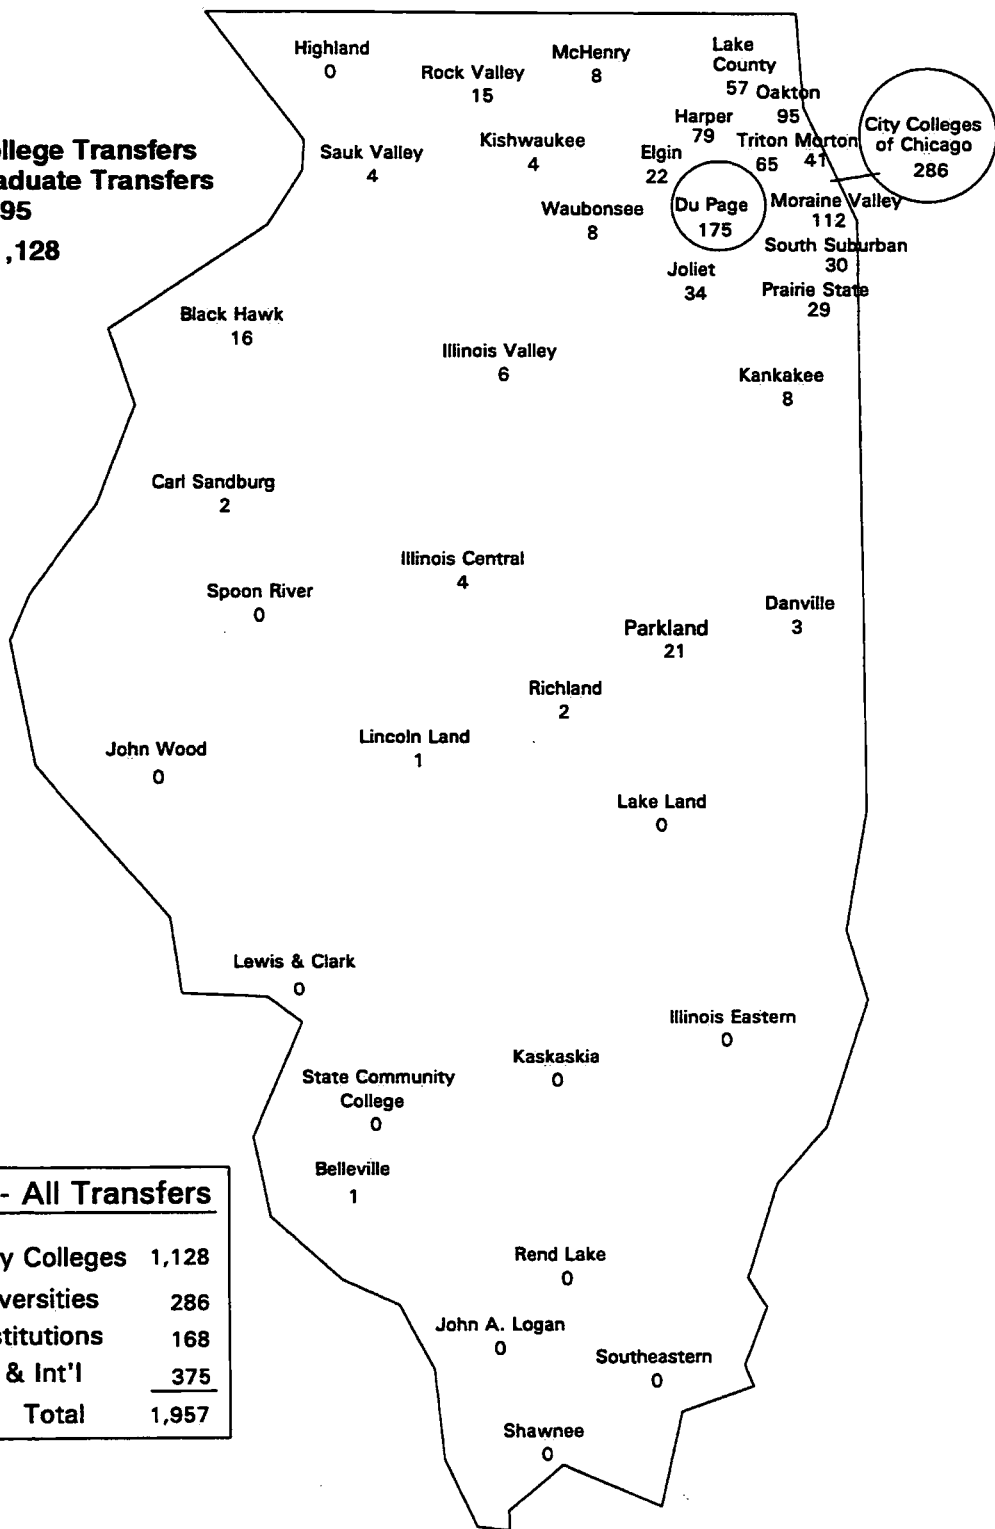 Highland
0
Rock Valley
15
McHenry
8
Lake
County
57
Oakton
95
Harper
79
Triton
65
Morton
41
City Colleges
of Chicago
286
llege Transfers
aduate Transfers
95
,128
Sauk Valley
4
Kishwaukee
4
Elgin
22
Waubonsee
8
Du Page
175
Moraine Valley
112
South Suburban
30
Joliet
34
Prairie State
29
Black Hawk
16
Illinois Valley
6
Kankakee
8
Carl Sandburg
2
Illinois Central
4
Spoon River
0
Danville
3
Parkland
21
Richland
2
Lincoln Land
1
John Wood
0
Lake Land
0
Lewis & Clark
0
Illinois Eastern
0
Kaskaskia
0
State Community
College
0
Belleville
1
Rend Lake
0
John A. Logan
0
Southeastern
0
Shawnee
0
- All Transfers
y Colleges 1,128
versities 286
stitutions 168
& Int'l 375
Total 1,957